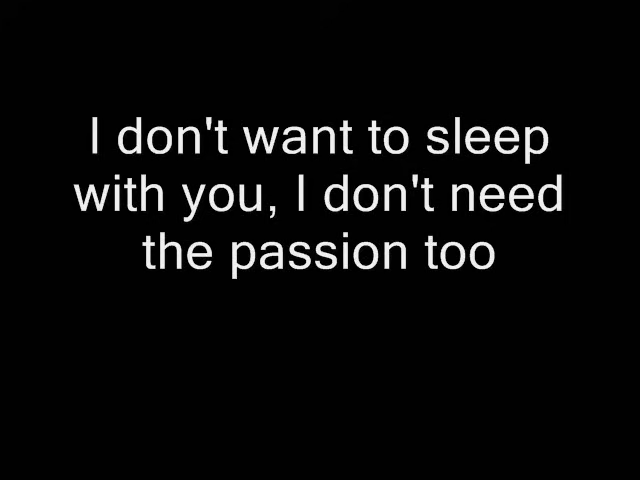 I don't want to sleep
with you, I don't need
the passion too